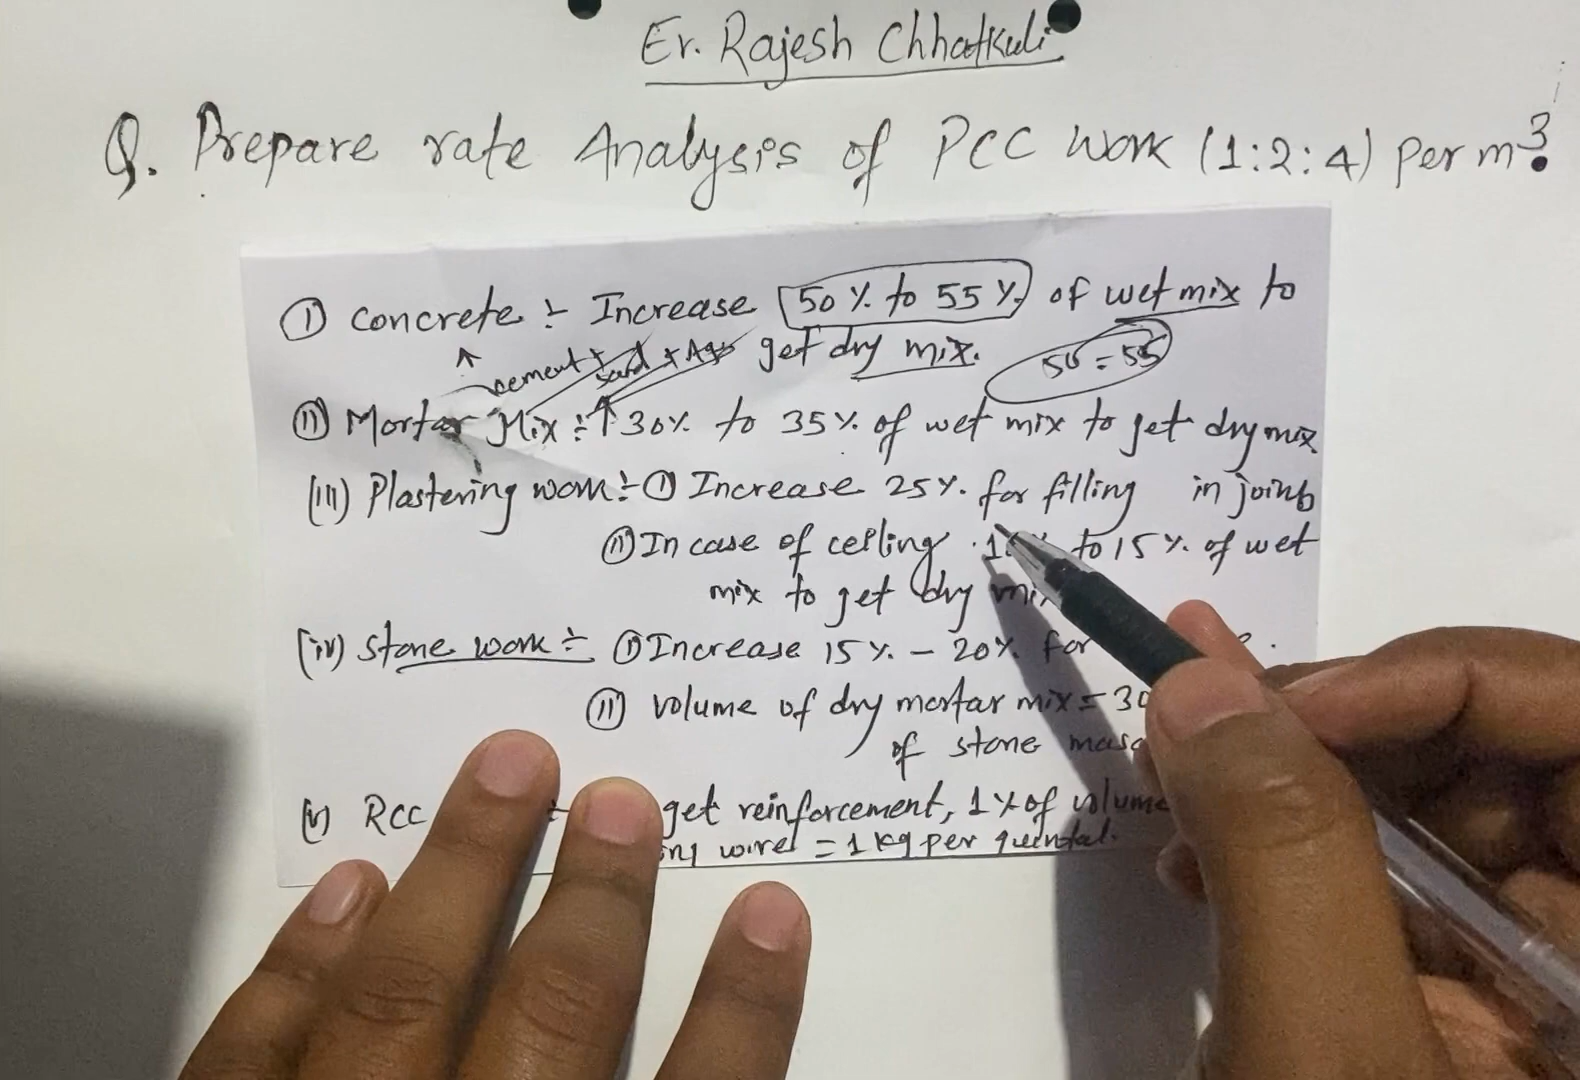 Er. Rajesh Chhatkuli
Q. Prepare rate Analysis of PCC Work (1:2:4) per m³.
(I) Concrete :- Increase 50% to 55% of wet mix to
cement + sand + Agg get dry mix. 50 = 55
(II) Mortar Mix :- ↑ 30% to 35% of wet mix to get dry mix
(III) Plastering work :- (I) Increase 25% for filling in joints
(II) In case of ceiling to 15% of wet
mix to get dry
(iv) Stone work :- (I) Increase 15% - 20% for
(II) Volume of dry mortar mix = 30
of stone
(v) RCC get reinforcement, 1% of volume
wire = 1 kg per quintal.